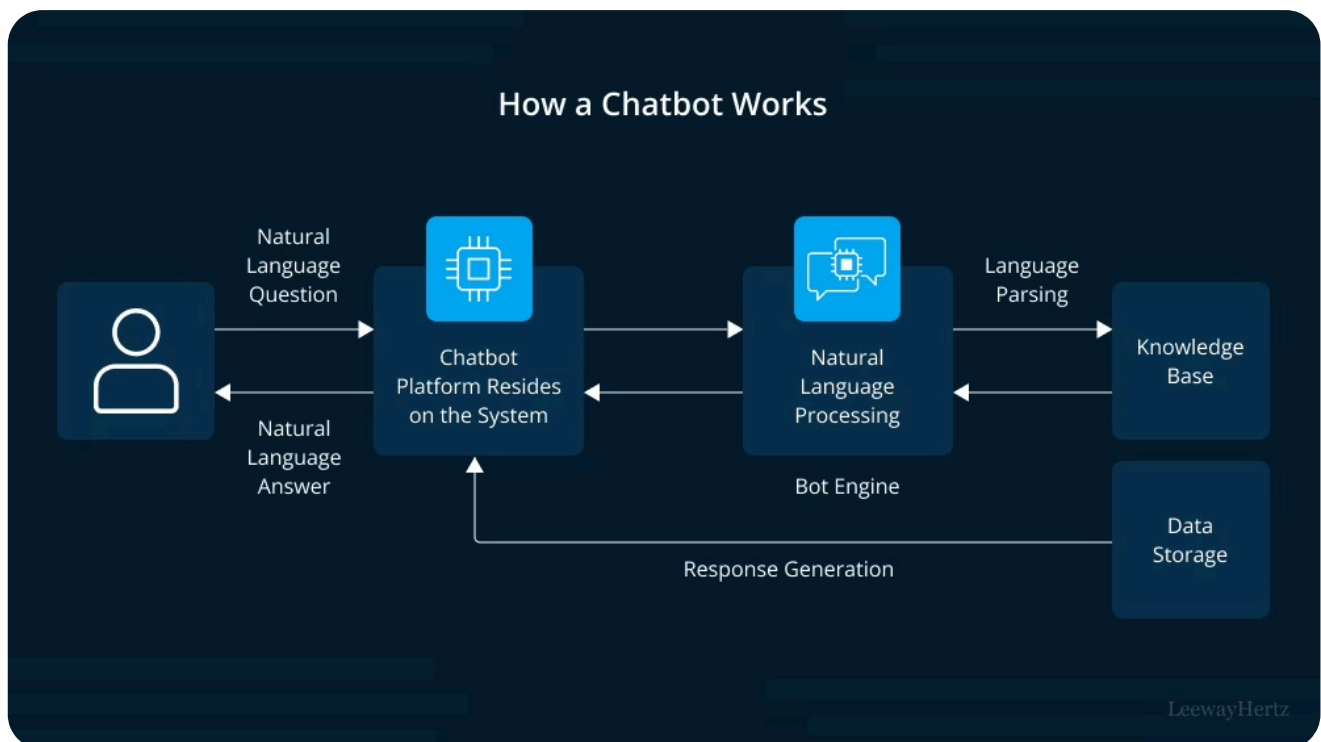 How a Chatbot Works
Natural
Language
Question
Chatbot
Platform Resides
on the System
Natural
Language
Answer
Natural
Language
Processing
Bot Engine
Language
Parsing
Knowledge
Base
Data
Storage
Response Generation
LeewayHertz